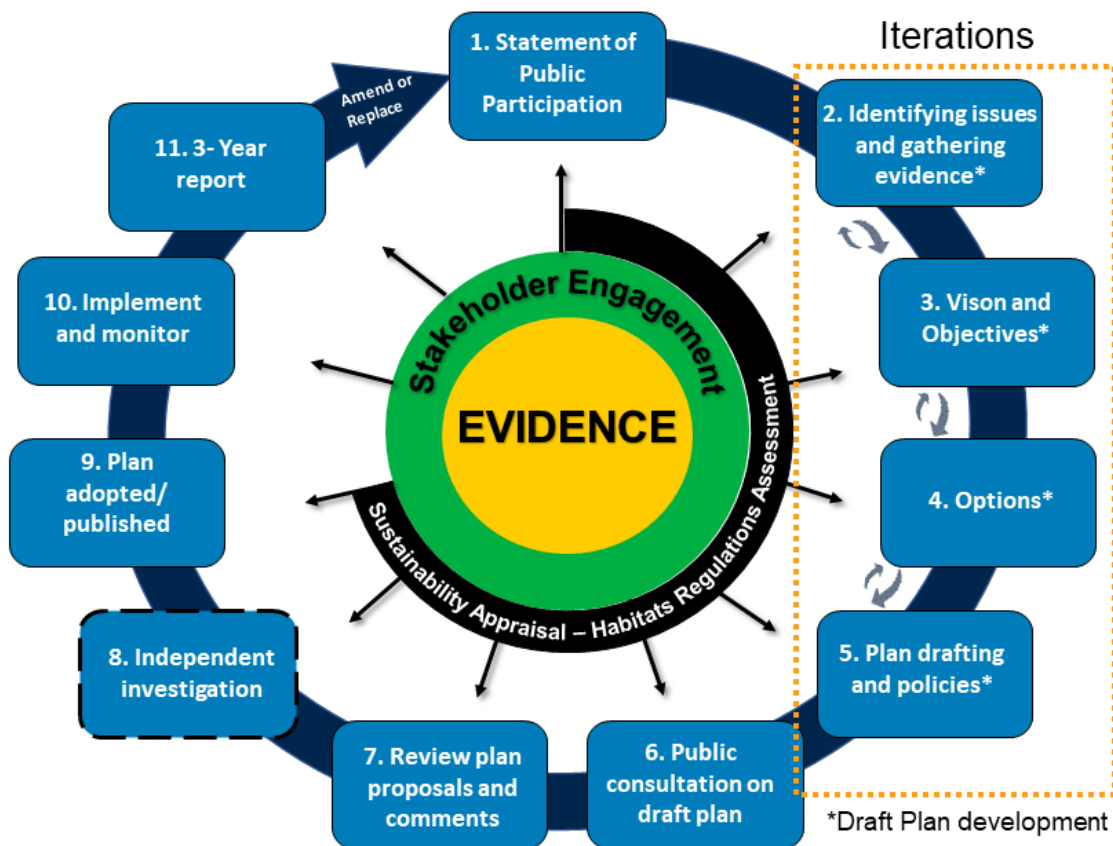 Iterations
1. Statement of
Public
Participation
2. Identifying issues
and gathering
evidence*
3. Vison and
Objectives*
4. Options*
5. Plan drafting
and policies*
*Draft Plan development
6. Public
consultation on
draft plan
7. Review plan
proposals and
comments
8. Independent
investigation
9. Plan
adopted/
published
10. Implement
and monitor
11. 3- Year
report
Amend or
Replace
Stakeholder Engagement
EVIDENCE
Sustainability Appraisal – Habitats Regulations Assessment